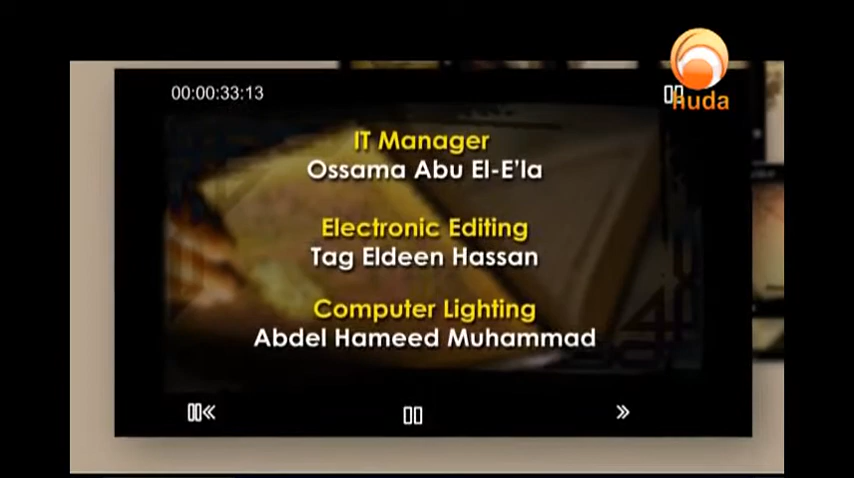 huda
00:00:33:13
IT Manager
Ossama Abu El-E'la
Electronic Editing
Tag Eldeen Hassan
Computer Lighting
Abdel Hameed Muhammad